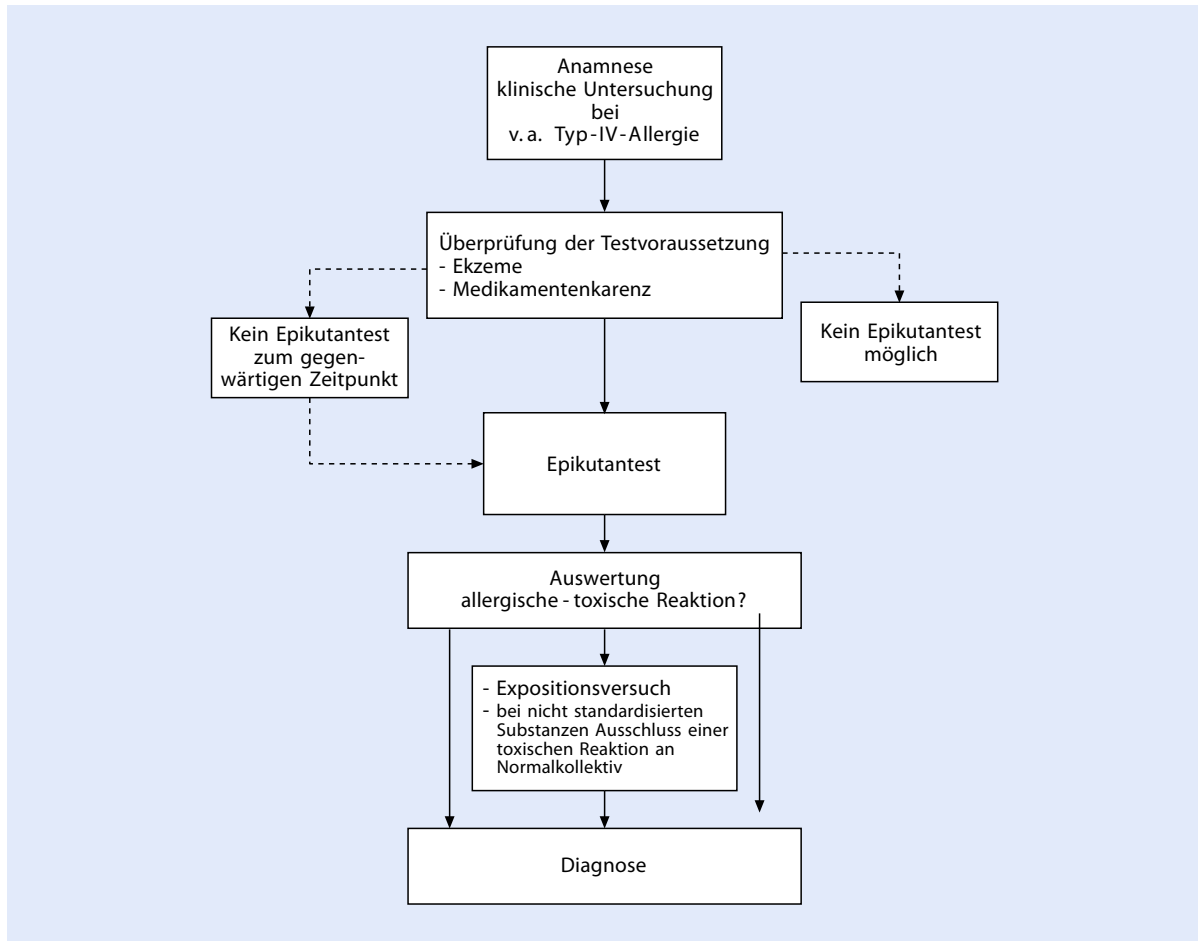 Anamnese
klinische Untersuchung
bei
v. a. Typ-IV-Allergie
Überprüfung der Testvoraussetzung
- Ekzeme
- Medikamentenkarenz
Kein Epikutantest
zum gegen-
wärtigen Zeitpunkt
Kein Epikutantest
möglich
Epikutantest
Auswertung
allergische - toxische Reaktion?
- Expositionsversuch
- bei nicht standardisierten
Substanzen Ausschluss einer
toxischen Reaktion an
Normalkollektiv
Diagnose